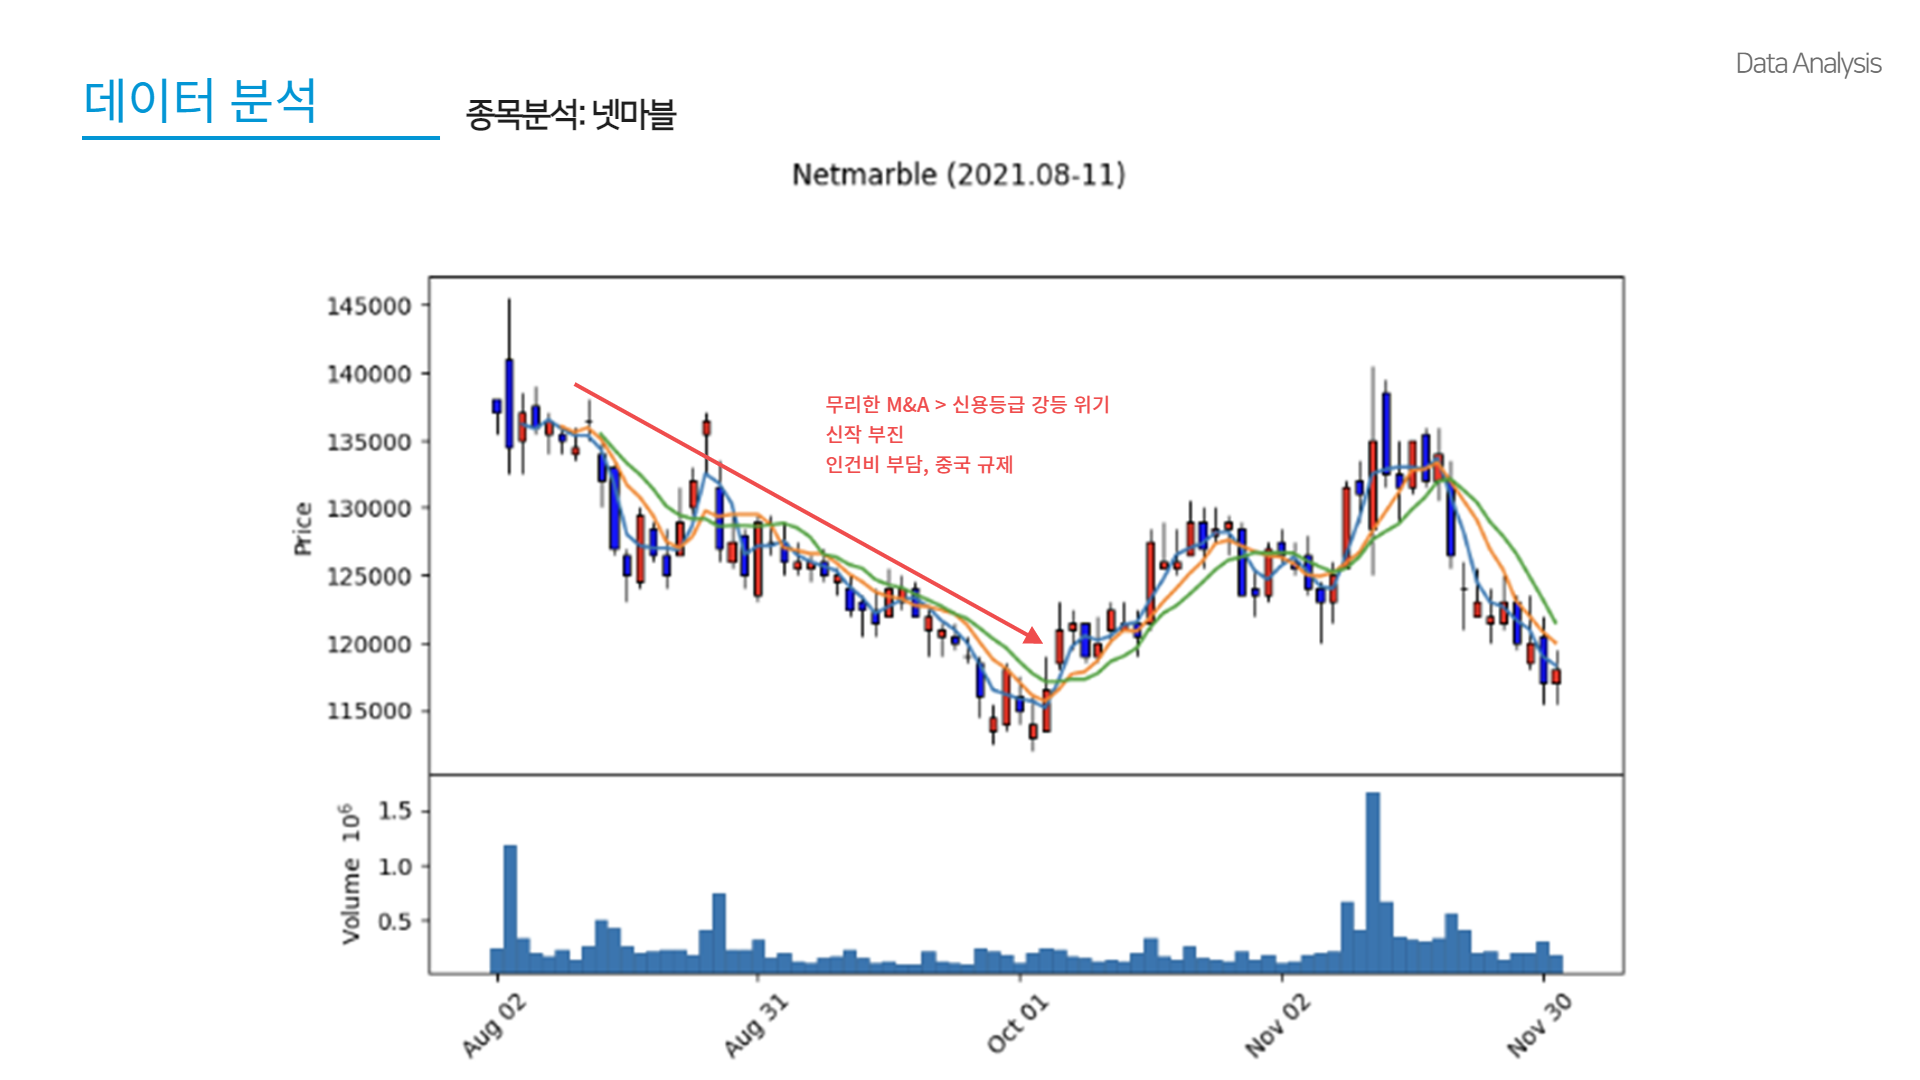 Data Analysis
데이터 분석
종목분석: 넷마블
Netmarble (2021.08-11)
145000
140000
135000
130000
125000
120000
115000
Price
무리한 M&A > 신용등급 강등 위기
신작 부진
인건비 부담, 중국 규제
1.5
1.0
0.5
Volume 10⁶
Aug 02
Aug 31
Oct 01
Nov 02
Nov 30